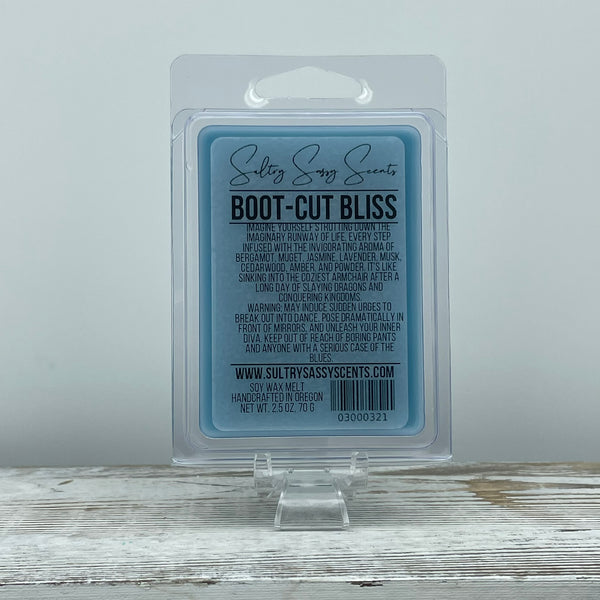 Sultry Sassy Scents
BOOT-CUT BLISS
IMAGINE YOURSELF STRUTTING DOWN THE
IMAGINARY RUNWAY OF LIFE, EVERY STEP
INFUSED WITH THE INVIGORATING AROMA OF
BERGAMOT, MUGET, JASMINE, LAVENDER, MUSK,
CEDARWOOD, AMBER, AND POWDER. IT'S LIKE
SINKING INTO THE COZIEST ARMCHAIR AFTER A
LONG DAY OF SLAYING DRAGONS AND
CONQUERING KINGDOMS.
WARNING: MAY INDUCE SUDDEN URGES TO
BREAK OUT INTO DANCE, POSE DRAMATICALLY IN
FRONT OF MIRRORS, AND UNLEASH YOUR INNER
DIVA. KEEP OUT OF REACH OF BORING PANTS
AND ANYONE WITH A SERIOUS CASE OF THE
BLUES.
WWW.SULTRYSASSYSCENTS.COM
SOY WAX MELT
HANDCRAFTED IN OREGON
NET WT. 2.5 OZ, 70 G
03000321